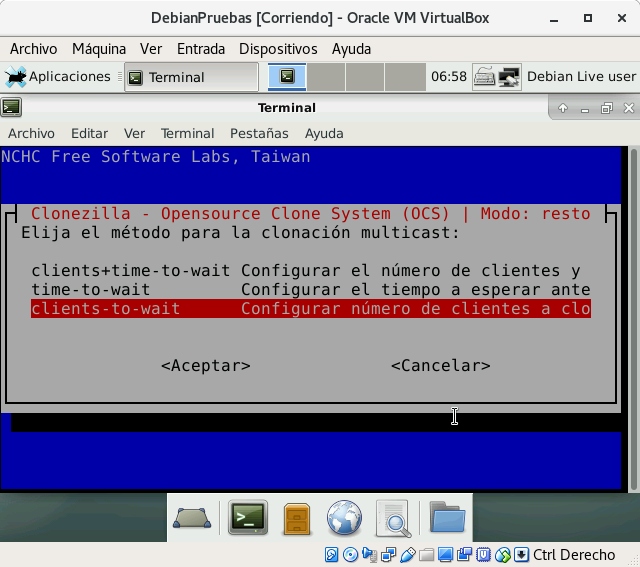 DebianPruebas [Corriendo] - Oracle VM VirtualBox
Archivo Máquina Ver Entrada Dispositivos Ayuda
Aplicaciones Terminal 06:58 Debian Live user
Terminal
Archivo Editar Ver Terminal Pestañas Ayuda
NCHC Free Software Labs, Taiwan
Clonezilla - Opensource Clone System (OCS) | Modo: resto
Elija el método para la clonación multicast:
clients+time-to-wait Configurar el número de clientes y
time-to-wait Configurar el tiempo a esperar ante
clients-to-wait Configurar número de clientes a clo
<Aceptar> <Cancelar>
Ctrl Derecho